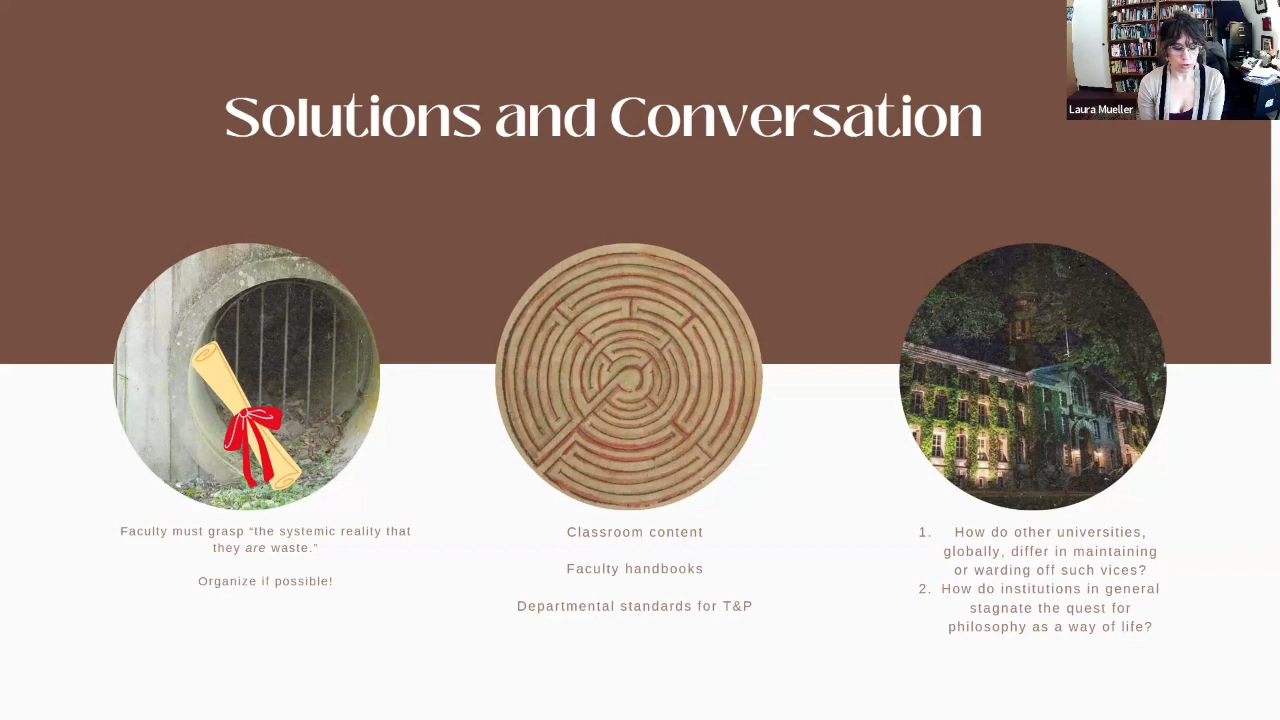 Solutions and Conversation
Laura Mueller
Faculty must grasp “the systemic reality that
they are waste.”
Organize if possible!
Classroom content
Faculty handbooks
Departmental standards for T&P
1. How do other universities,
globally, differ in maintaining
or warding off such vices?
2. How do institutions in general
stagnate the quest for
philosophy as a way of life?